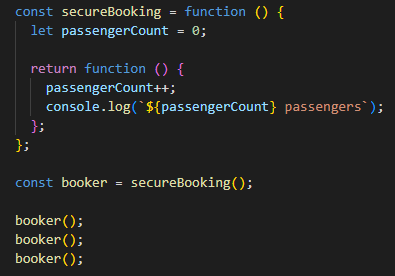 const secureBooking = function () {
  let passengerCount = 0;

  return function () {
    passengerCount++;
    console.log(`${passengerCount} passengers`);
  };
};

const booker = secureBooking();

booker();
booker();
booker();